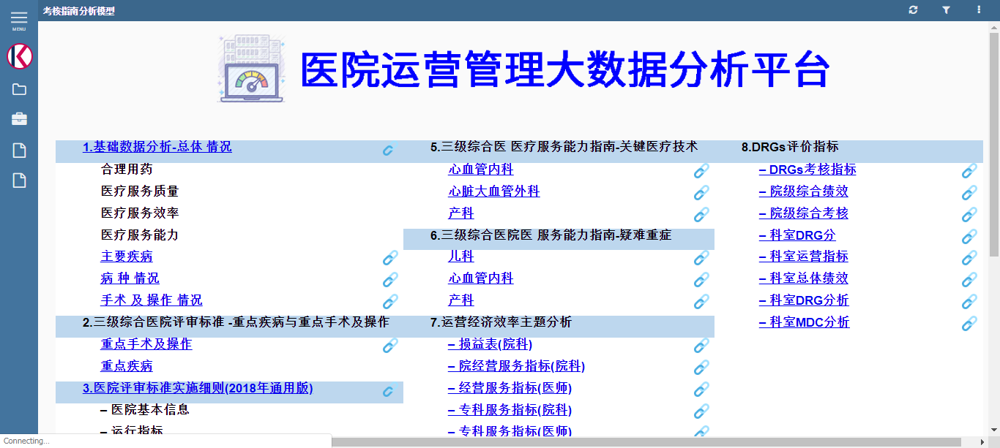 考核指南分析模型
MENU
医院运营管理大数据分析平台
1.基础数据分析-总体 情况
合理用药
医疗服务质量
医疗服务效率
医疗服务能力
主要疾病
病 种 情况
手术 及 操作 情况
2.三级综合医院评审标准 -重点疾病与重点手术及操作
重点手术及操作
重点疾病
3.医院评审标准实施细则(2018年通用版)
– 医院基本信息
– 运行指标
5.三级综合医 医疗服务能力指南-关键医疗技术
心血管内科
心脏大血管外科
产科
6.三级综合医院医 服务能力指南-疑难重症
儿科
心血管内科
产科
7.运营经济效率主题分析
– 损益表(院科)
– 院经营服务指标(院科)
– 经营服务指标(医师)
– 专科服务指标(院科)
– 专科服务指标(医师)
8.DRGs评价指标
– DRGs考核指标
– 院级综合绩效
– 院级综合考核
– 科室DRG分
– 科室运营指标
– 科室总体绩效
– 科室DRG分析
– 科室MDC分析
Connecting...